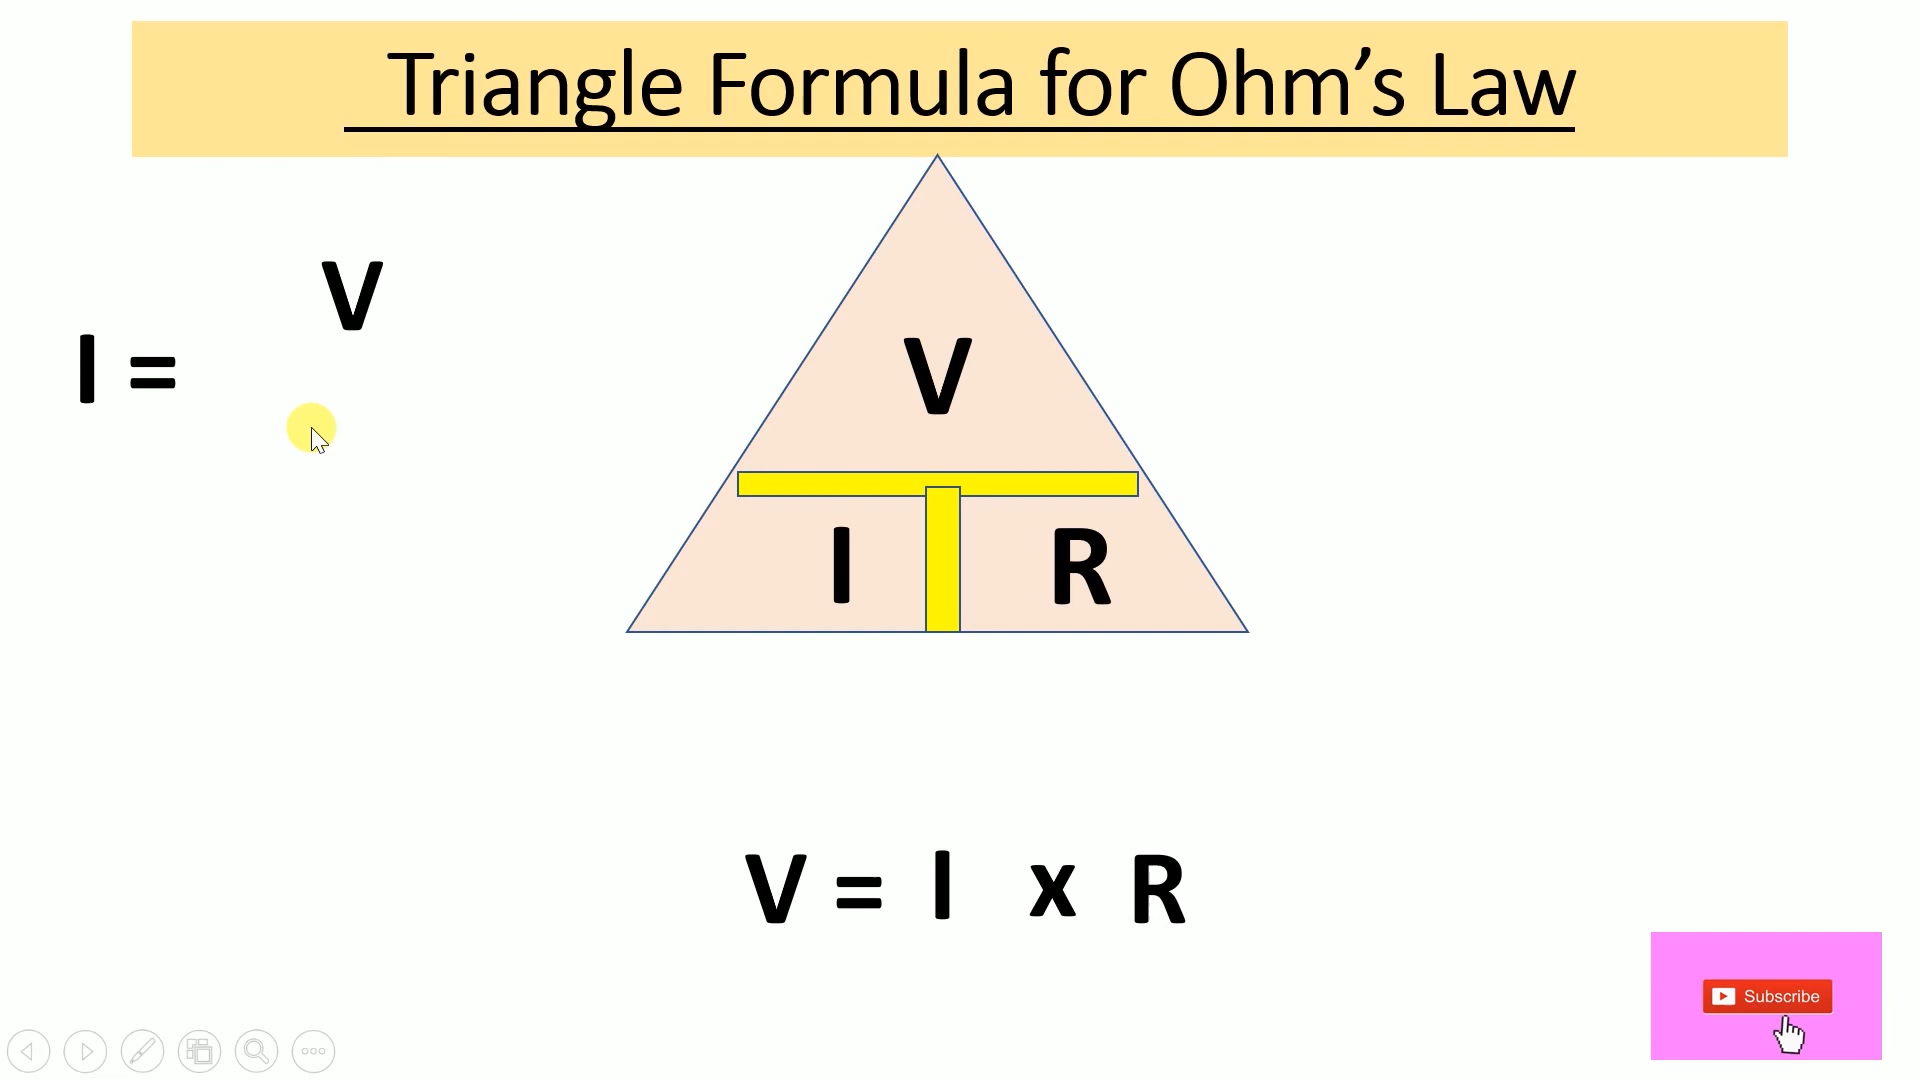 Triangle Formula for Ohm’s Law
V
I =
V
I R
V = I x R
Subscribe